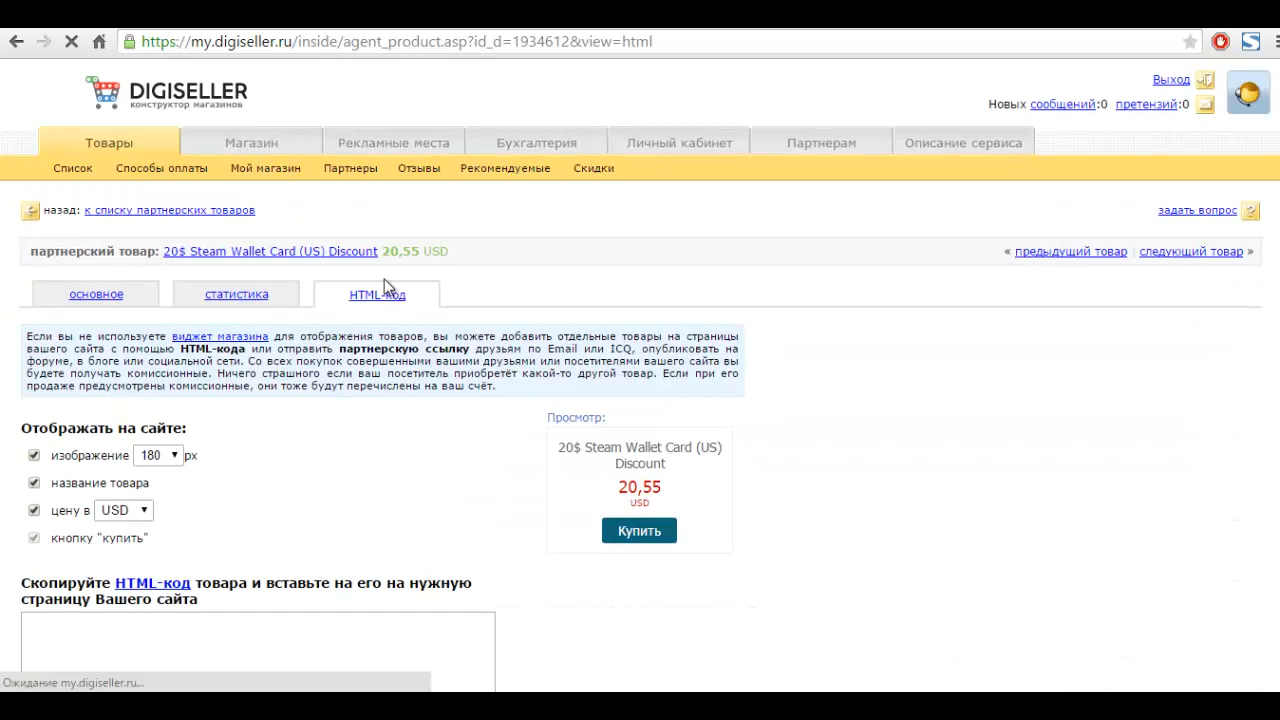 https://my.digiseller.ru/inside/agent_product.asp?id_d=1934612&view=html
DIGISELLER
конструктор магазинов
Выход
Новых сообщений:0 претензий:0
Товары Магазин Рекламные места Бухгалтерия Личный кабинет Партнерам Описание сервиса
Список Способы оплаты Мой магазин Партнеры Отзывы Рекомендуемые Скидки
назад: к списку партнерских товаров
задать вопрос
партнерский товар: 20$ Steam Wallet Card (US) Discount 20,55 USD
« предыдущий товар | следующий товар »
основное статистика HTML-код
Если вы не используете виджет магазина для отображения товаров, вы можете добавить отдельные товары на страницы
вашего сайта с помощью HTML-кода или отправить партнерскую ссылку друзьям по Email или ICQ, опубликовать на
форуме, в блоге или социальной сети. Со всех покупок совершенными вашими друзьями или посетителями вашего сайта вы
будете получать комиссионные. Ничего страшного если ваш посетитель приобретёт какой-то другой товар. Если при его
продаже предусмотрены комиссионные, они тоже будут перечислены на ваш счёт.
Отображать на сайте:
изображение 180 px
название товара
цену в USD
кнопку "купить"
Просмотр:
20$ Steam Wallet Card (US)
Discount
20,55
USD
Купить
Скопируйте HTML-код товара и вставьте на его на нужную
страницу Вашего сайта
Ожидание my.digiseller.ru...